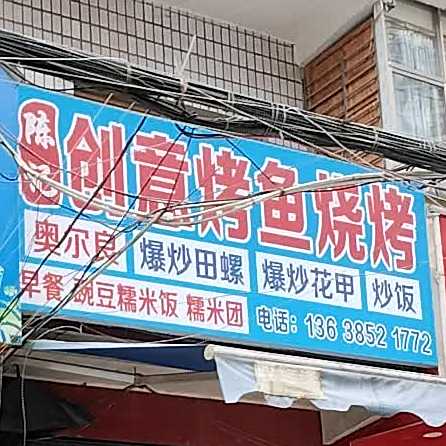 陈记
创意烤鱼烧烤
奥尔良 爆炒田螺 爆炒花甲 炒饭
早餐 豌豆糯米饭 糯米团 电话：136 3852 1772